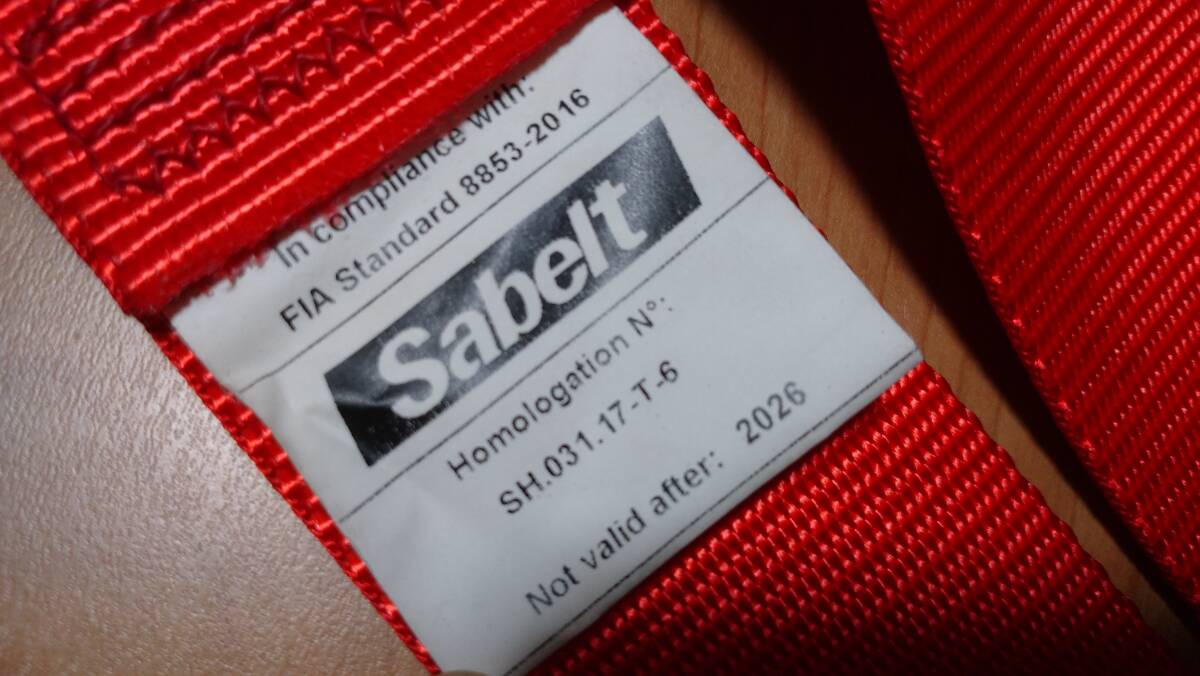 In compliance with:
FIA Standard 8853-2016
Sabelt
Homologation N°:
SH.031.17-T-6
Not valid after: 2026